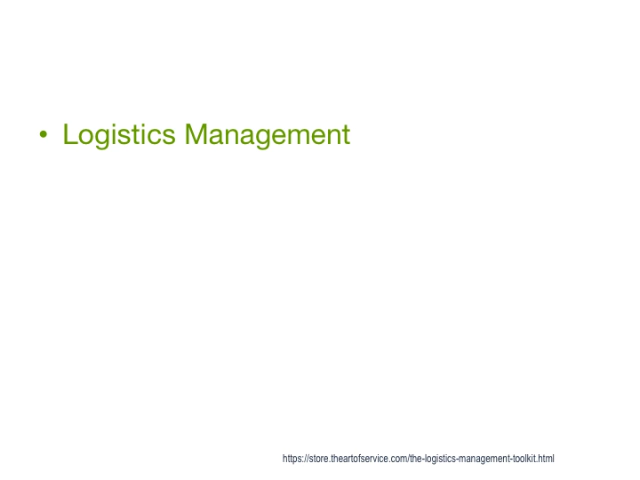 • Logistics Management
https://store.theartofservice.com/the-logistics-management-toolkit.html